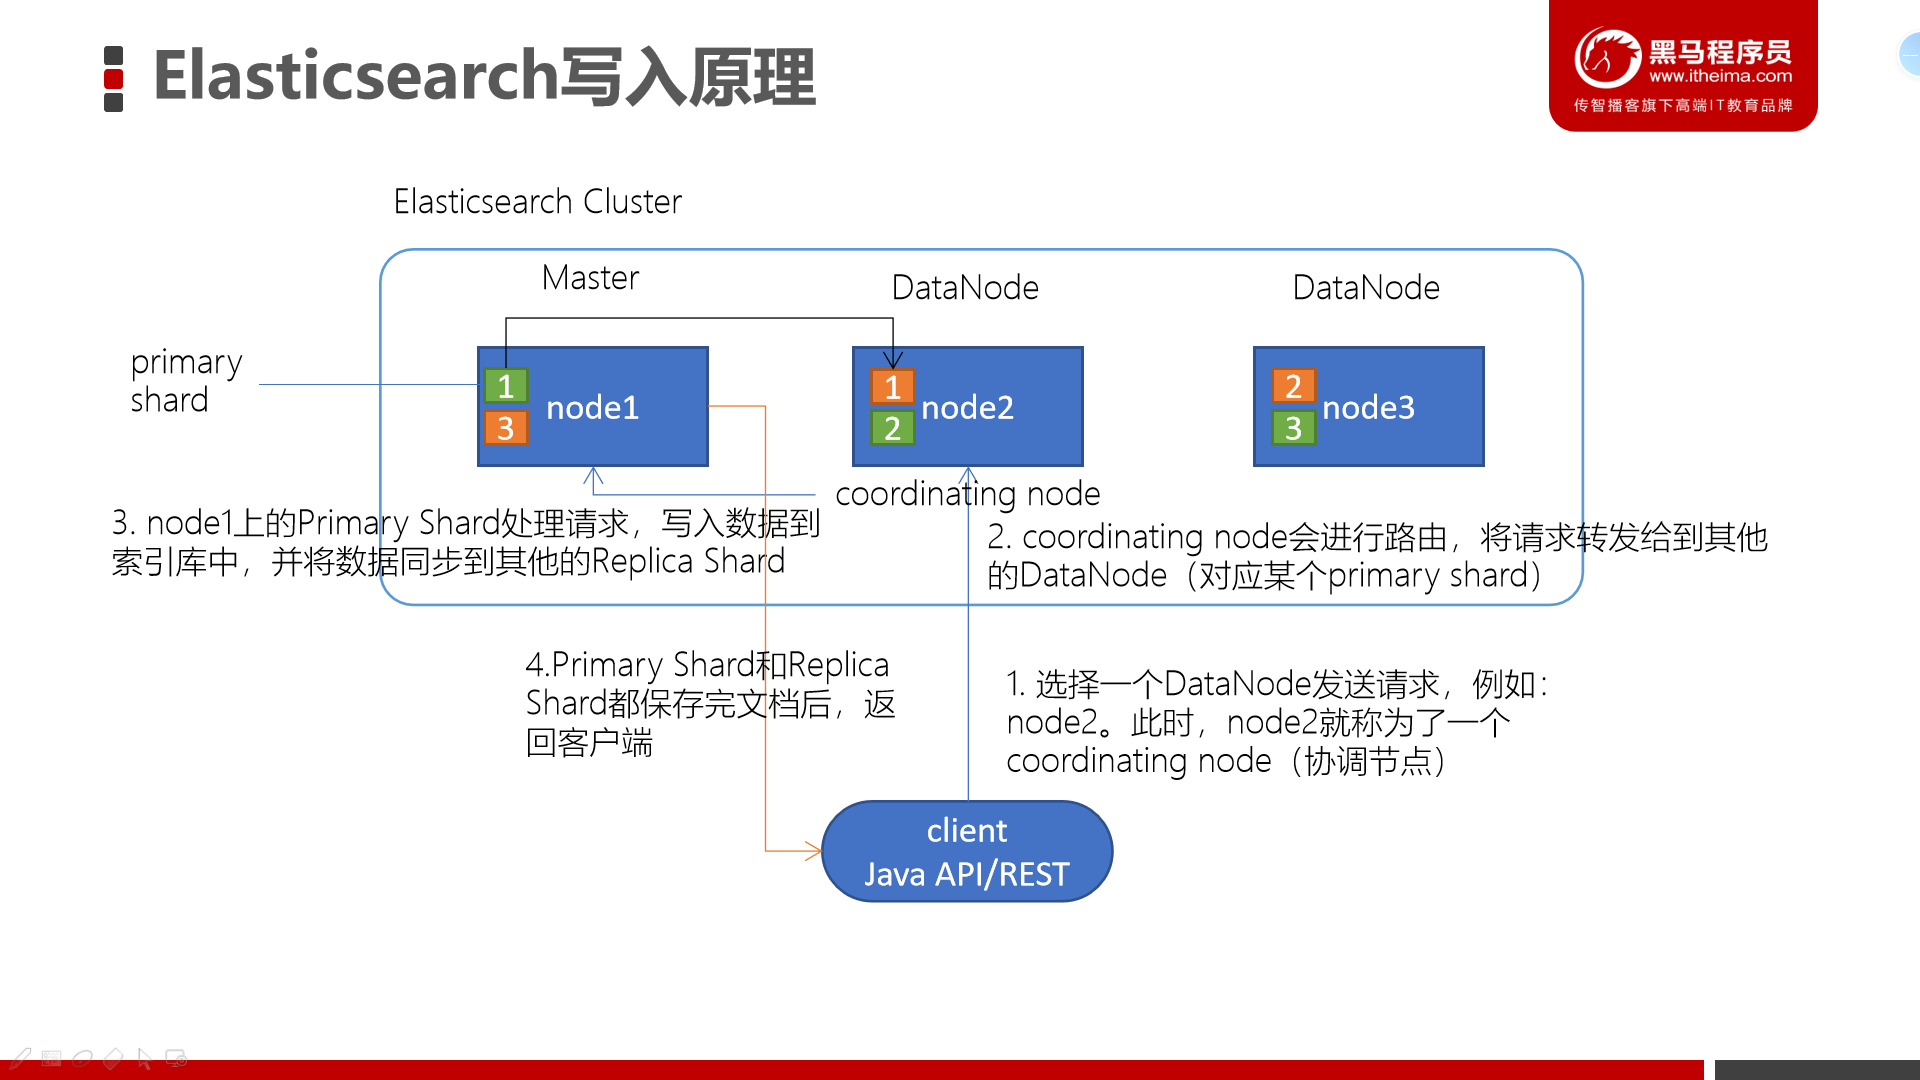 Elasticsearch写入原理
黑马程序员
www.itheima.com
传智播客旗下高端IT教育品牌
Elasticsearch Cluster
Master
DataNode
DataNode
primary
shard
1
3
node1
1
2
node2
2
3
node3
coordinating node
3. node1上的Primary Shard处理请求，写入数据到
索引库中，并将数据同步到其他的Replica Shard
2. coordinating node会进行路由，将请求转发给到其他
的DataNode（对应某个primary shard）
4.Primary Shard和Replica
Shard都保存完文档后，返
回客户端
1. 选择一个DataNode发送请求，例如：
node2。此时，node2就称为了一个
coordinating node（协调节点）
client
Java API/REST